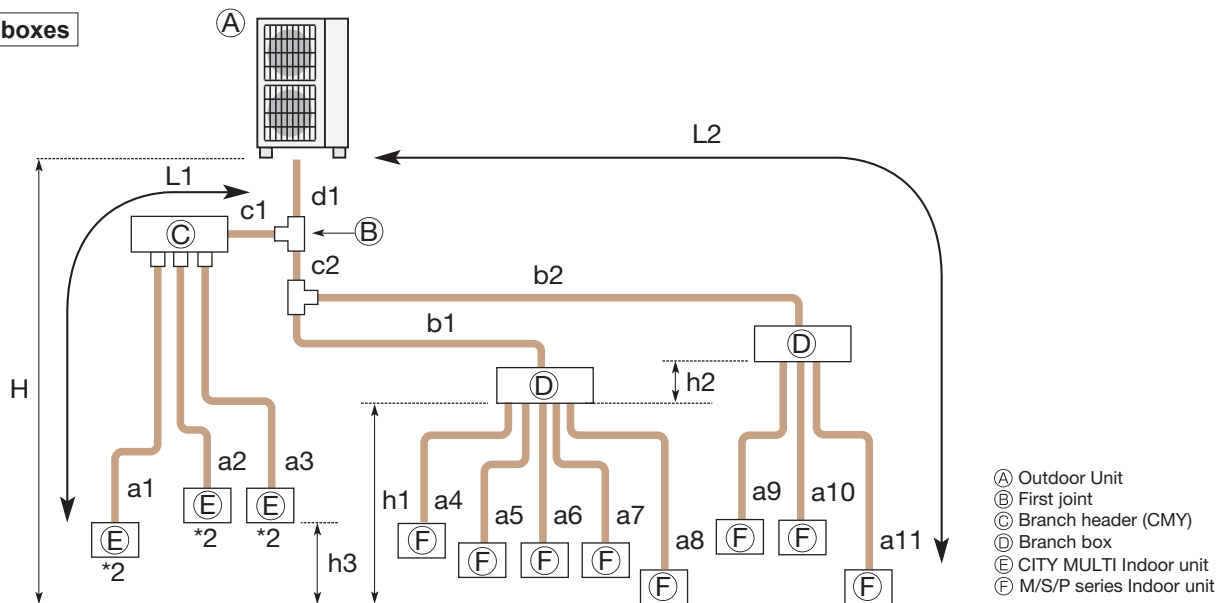 boxes
Ⓐ
L2
L1
d1
c1
Ⓒ
Ⓑ
c2
b2
b1
Ⓓ
Ⓓ
h2
H
a3
a2
a1
Ⓔ Ⓔ
*2 *2
Ⓔ
*2
h3
h1 a4 a5 a6 a7 a8
Ⓕ Ⓕ Ⓕ Ⓕ Ⓕ
a9 a10 a11
Ⓕ Ⓕ Ⓕ
Ⓐ Outdoor Unit
Ⓑ First joint
Ⓒ Branch header (CMY)
Ⓓ Branch box
Ⓔ CITY MULTI Indoor unit
Ⓕ M/S/P series Indoor unit